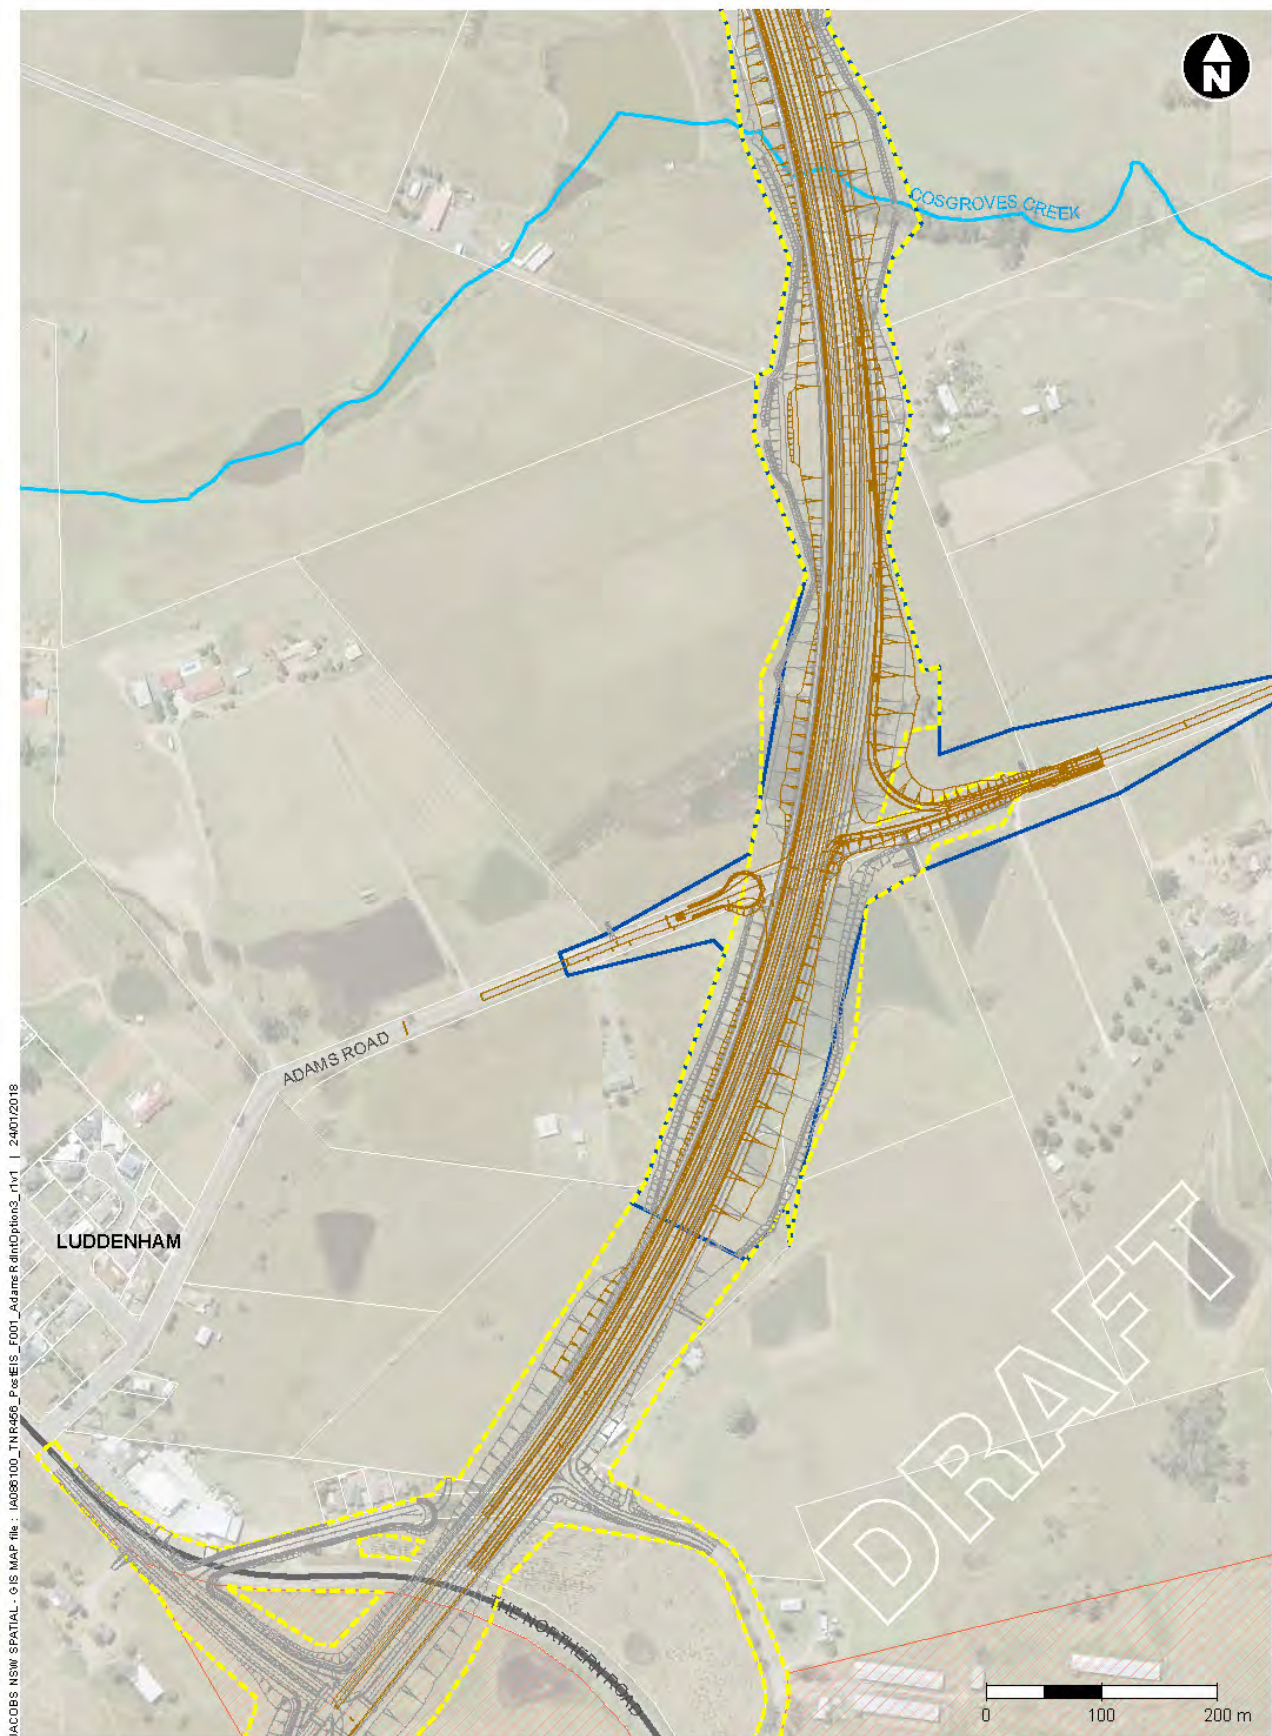 N
COSGROVES CREEK
ADAMS ROAD
LUDDENHAM
THE NORTHERN ROAD
DRAFT
0 100 200 m
JACOBS NSW SPATIAL - GIS MAP file : IA086100_TNR456_PostEIS_F001_AdamsRdIntOption3_r1v1 | 24/01/2018